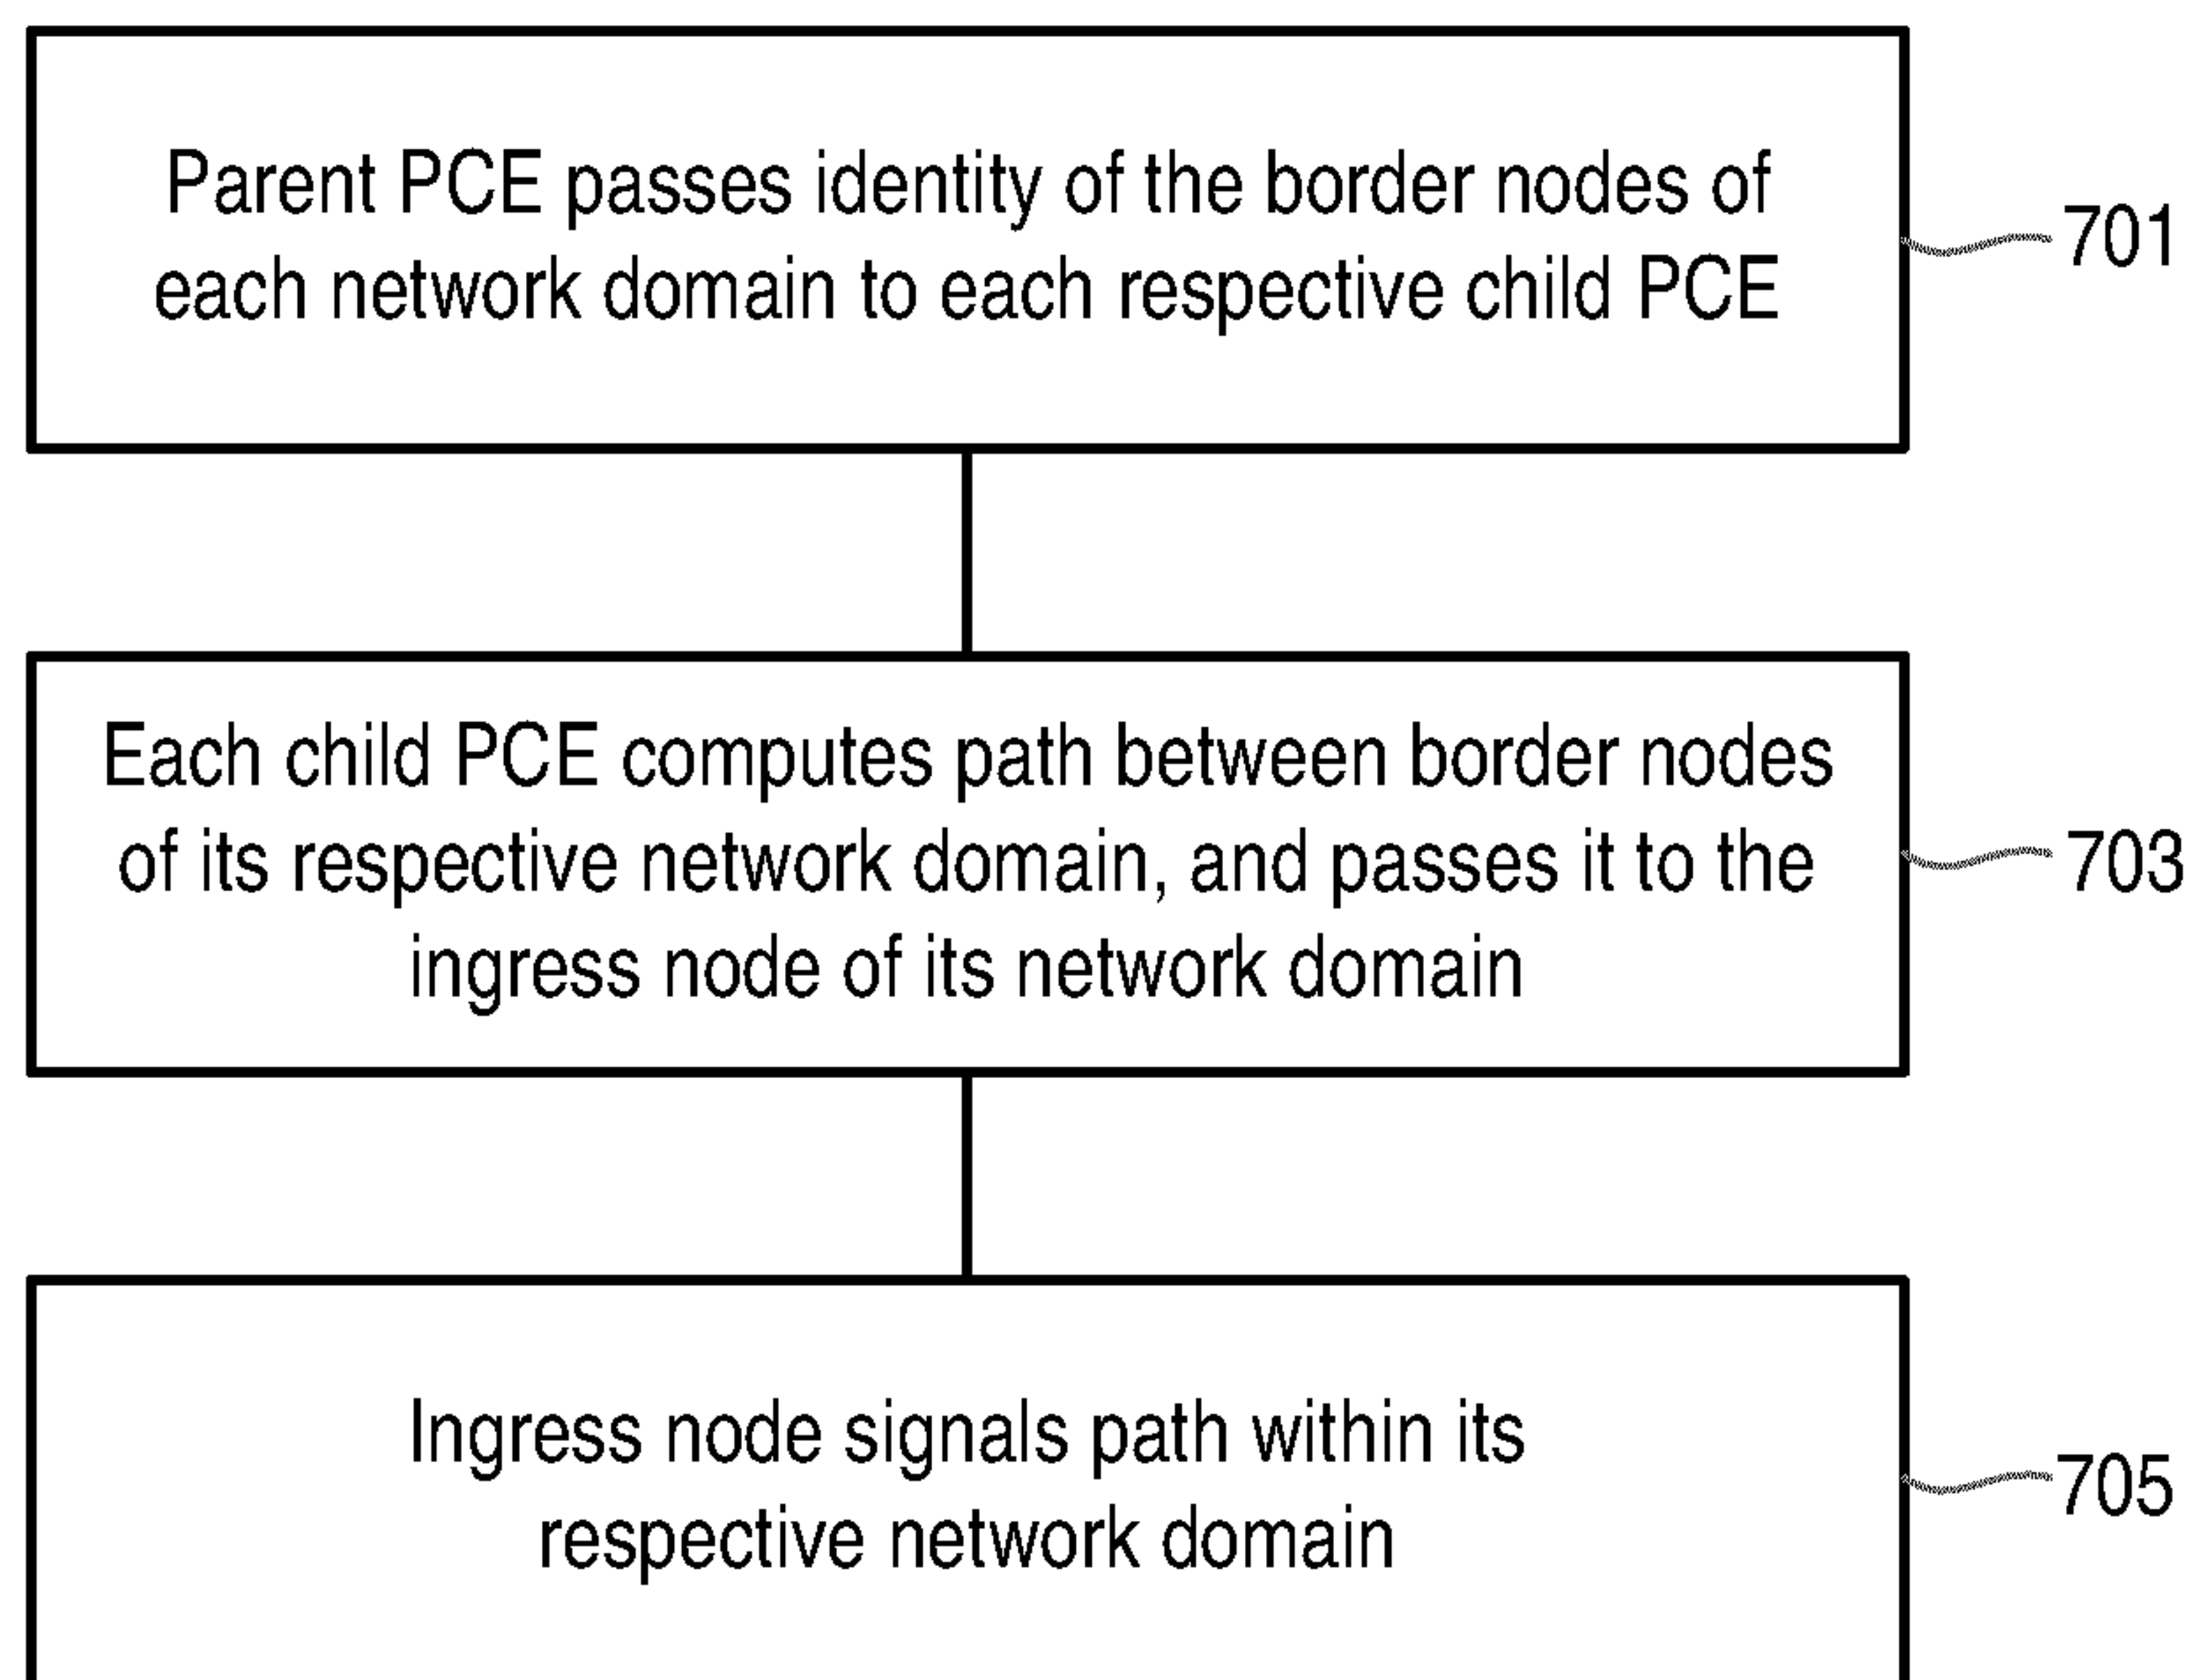 Parent PCE passes identity of the border nodes of
each network domain to each respective child PCE
701
Each child PCE computes path between border nodes
of its respective network domain, and passes it to the
ingress node of its network domain
703
Ingress node signals path within its
respective network domain
705